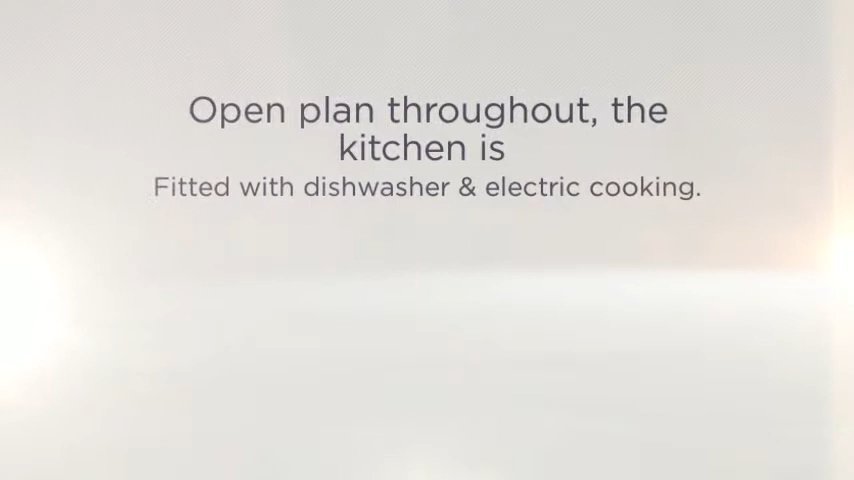 Open plan throughout, the
kitchen is
Fitted with dishwasher & electric cooking.